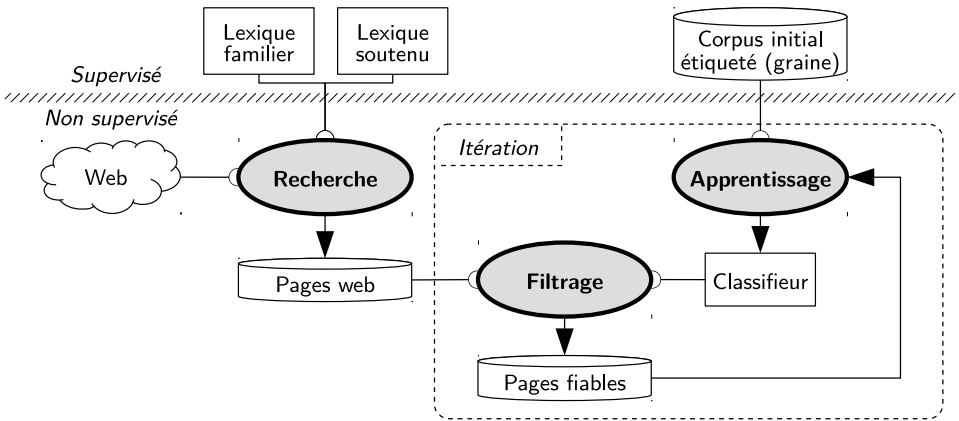 Lexique
familier
Lexique
soutenu
Corpus initial
étiqueté (graine)
Supervisé
Non supervisé
Itération
Web
Recherche
Apprentissage
Pages web
Filtrage
Classifieur
Pages fiables